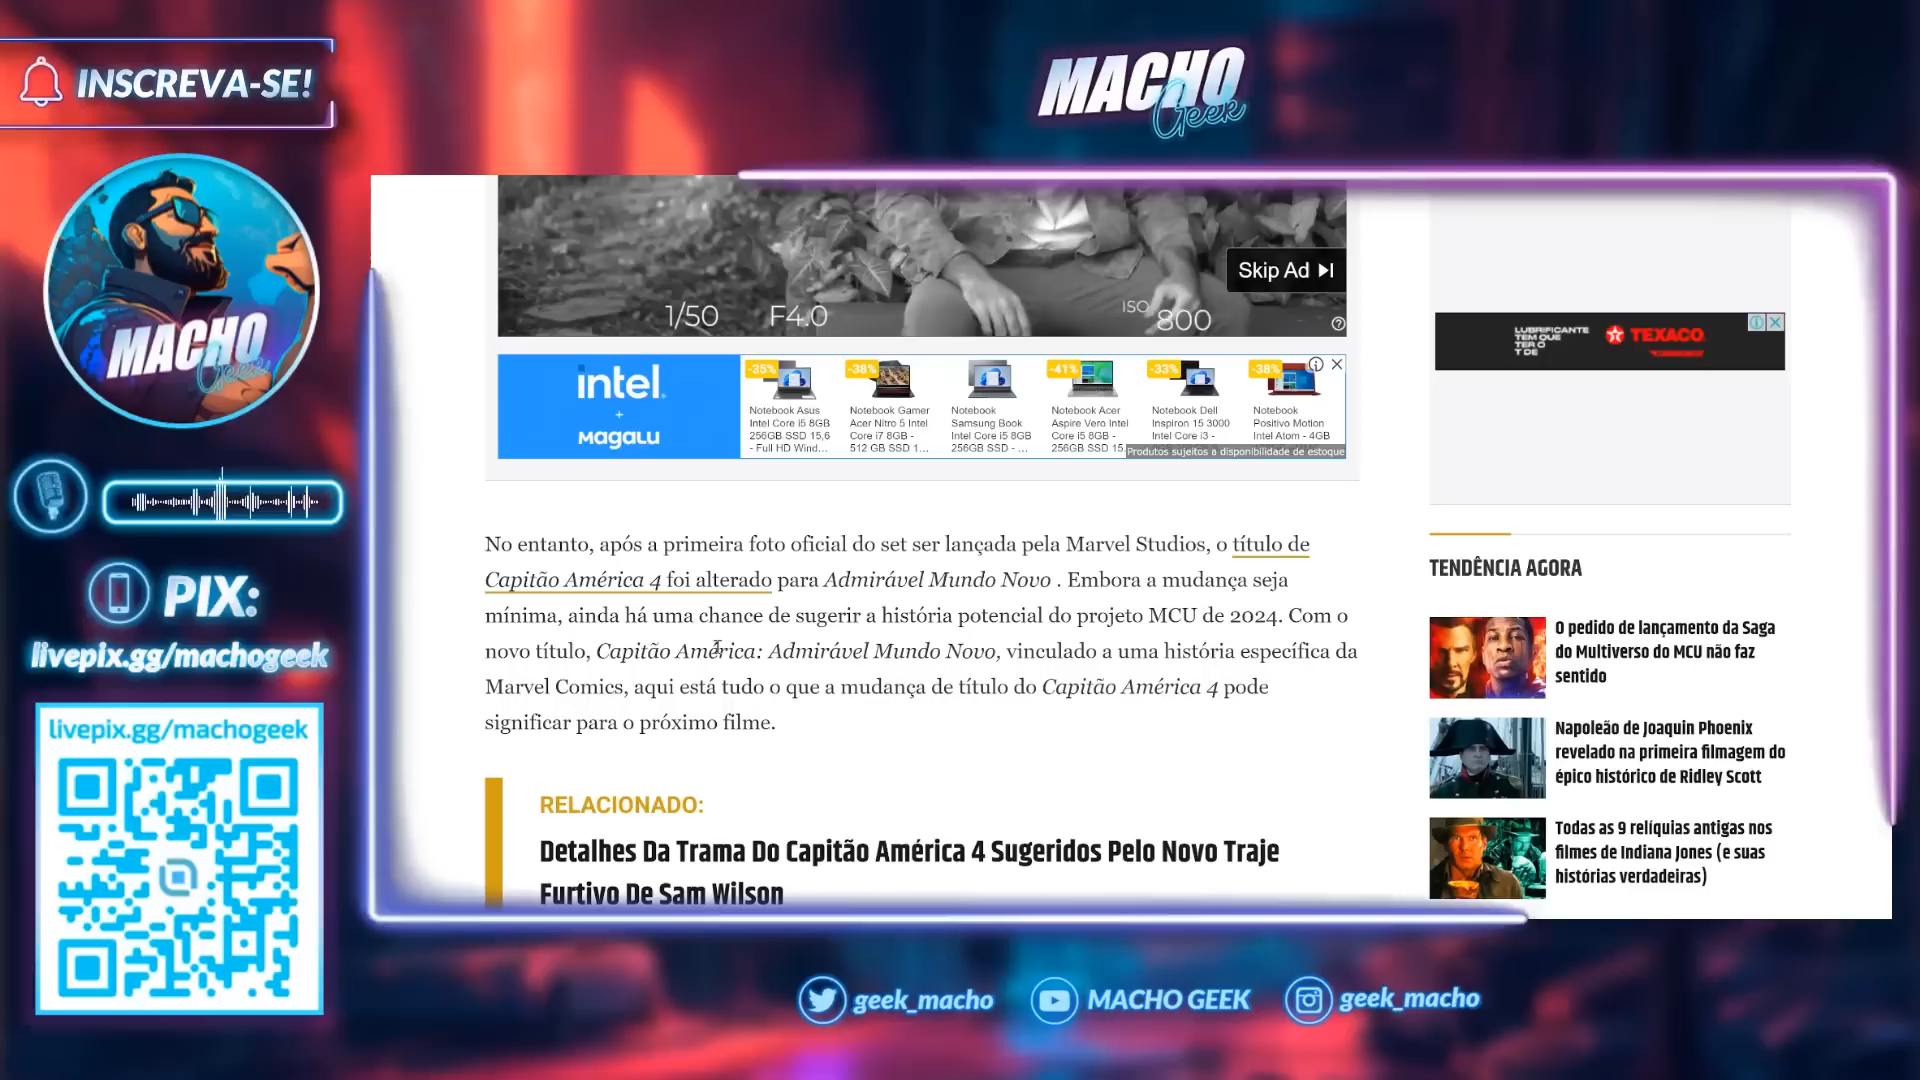 INSCREVA-SE!
MACHO
Geek
MACHO
Geek
PIX:
livepix.gg/machogeek
livepix.gg/machogeek
1/50 F4.0 ISO 800
Skip Ad
intel.
+
MAGALU
-35%
Notebook Asus
Intel Core i5 8GB
256GB SSD 15,6
- Full HD Wind...
-38%
Notebook Gamer
Acer Nitro 5 Intel
Core i7 8GB -
512 GB SSD 1...
Notebook
Samsung Book
Intel Core i5 8GB
256GB SSD - ...
-41%
Notebook Acer
Aspire Vero Intel
Core i5 8GB -
256GB SSD 15,
-33%
Notebook Dell
Inspiron 15 3000
Intel Core i3 -
-38%
Notebook
Positivo Motion
Intel Atom - 4GB
Produtos sujeitos a disponibilidade de estoque
No entanto, após a primeira foto oficial do set ser lançada pela Marvel Studios, o título de
Capitão América 4 foi alterado para Admirável Mundo Novo . Embora a mudança seja
mínima, ainda há uma chance de sugerir a história potencial do projeto MCU de 2024. Com o
novo título, Capitão América: Admirável Mundo Novo, vinculado a uma história específica da
Marvel Comics, aqui está tudo o que a mudança de título do Capitão América 4 pode
significar para o próximo filme.
RELACIONADO:
Detalhes Da Trama Do Capitão América 4 Sugeridos Pelo Novo Traje
Furtivo De Sam Wilson
LUBRIFICANTE
TEM QUE
TER O
T DE
TEXACO
TENDÊNCIA AGORA
O pedido de lançamento da Saga
do Multiverso do MCU não faz
sentido
Napoleão de Joaquin Phoenix
revelado na primeira filmagem do
épico histórico de Ridley Scott
Todas as 9 relíquias antigas nos
filmes de Indiana Jones (e suas
histórias verdadeiras)
geek_macho
MACHO GEEK
geek_macho